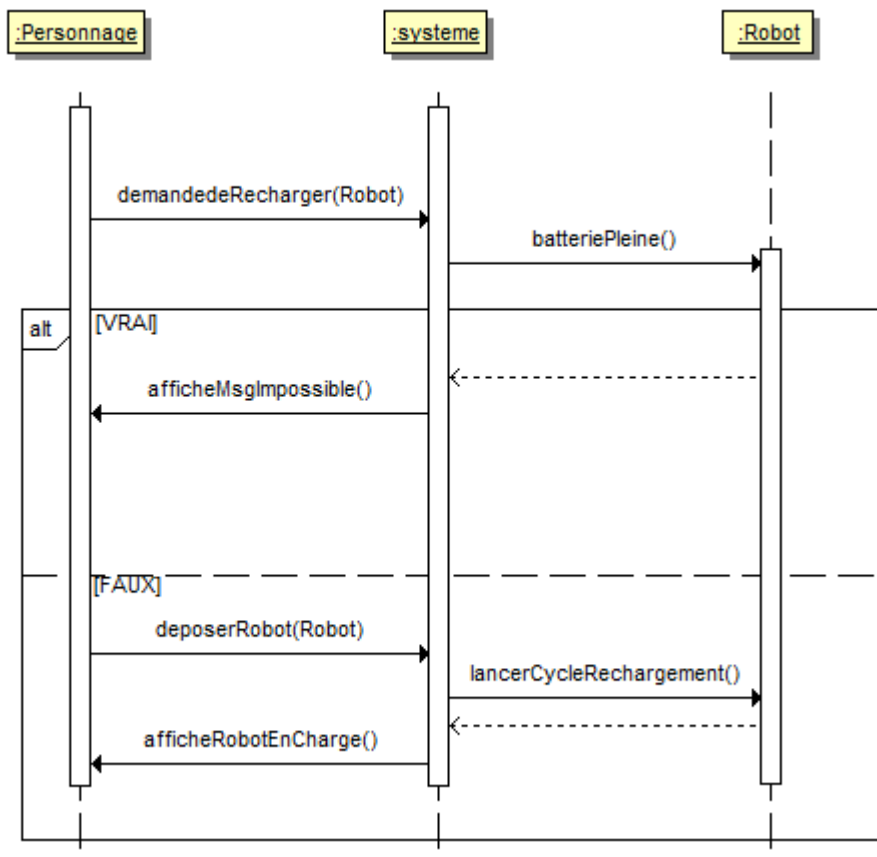 :Personnage
:systeme
:Robot
demandedeRecharger(Robot)
batteriePleine()
alt
[VRAI]
afficheMsgImpossible()
[FAUX]
deposerRobot(Robot)
lancerCycleRechargement()
afficheRobotEnCharge()